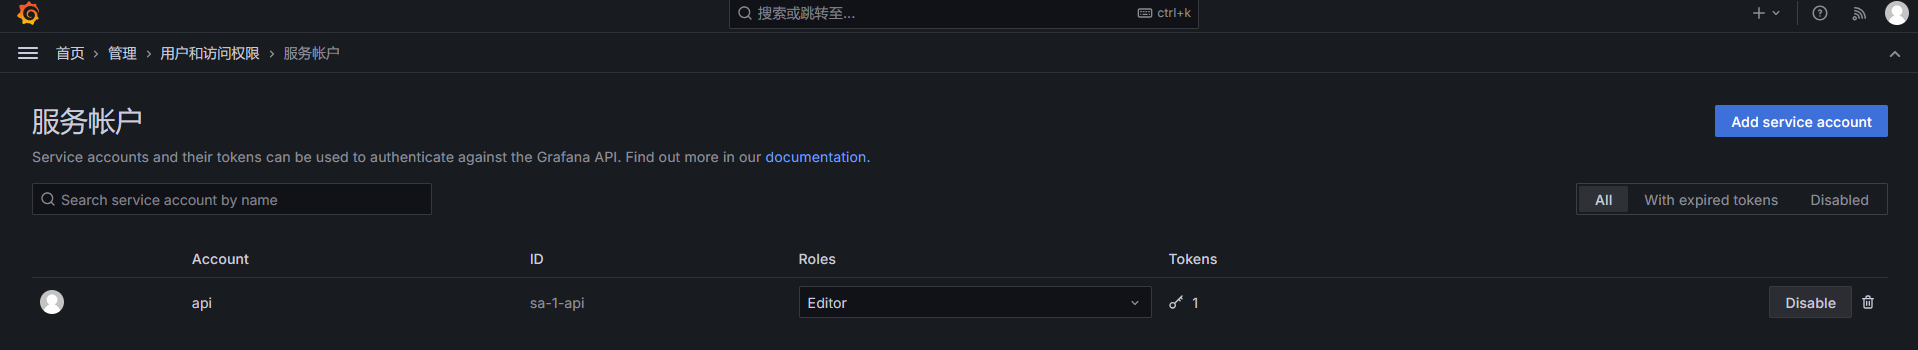 搜索或跳转至... ctrl+k
首页 › 管理 › 用户和访问权限 › 服务帐户
服务帐户
Add service account
Service accounts and their tokens can be used to authenticate against the Grafana API. Find out more in our documentation.
Search service account by name
All With expired tokens Disabled
Account ID Roles Tokens
api sa-1-api Editor 1 Disable